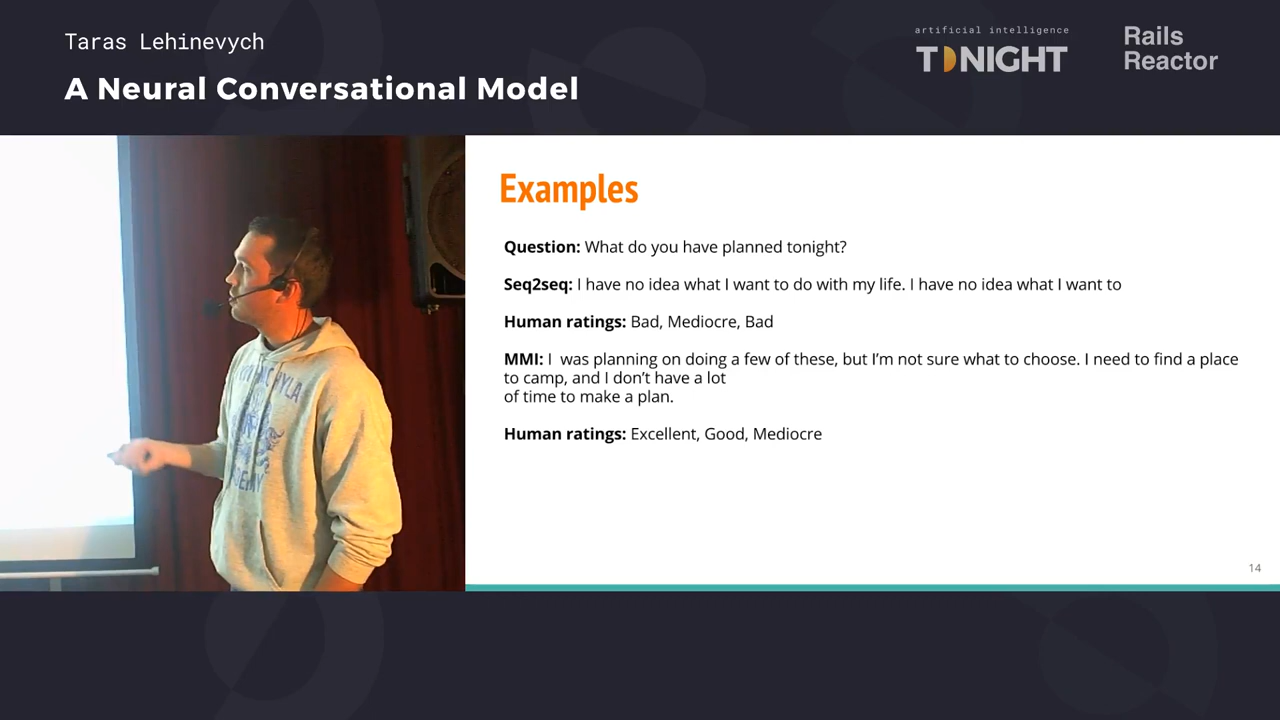 Taras Lehinevych
A Neural Conversational Model
artificial intelligence
TONIGHT
Rails
Reactor
Examples
Question: What do you have planned tonight?
Seq2seq: I have no idea what I want to do with my life. I have no idea what I want to
Human ratings: Bad, Mediocre, Bad
MMI: I was planning on doing a few of these, but I’m not sure what to choose. I need to find a place
to camp, and I don’t have a lot
of time to make a plan.
Human ratings: Excellent, Good, Mediocre
14